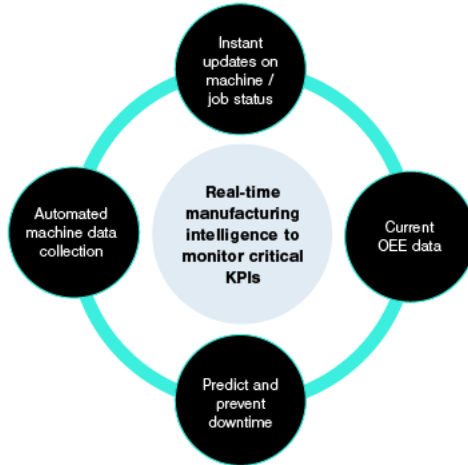 Instant
updates on
machine /
job status
Automated
machine data
collection
Real-time
manufacturing
intelligence to
monitor critical
KPIs
Current
OEE data
Predict and
prevent
downtime